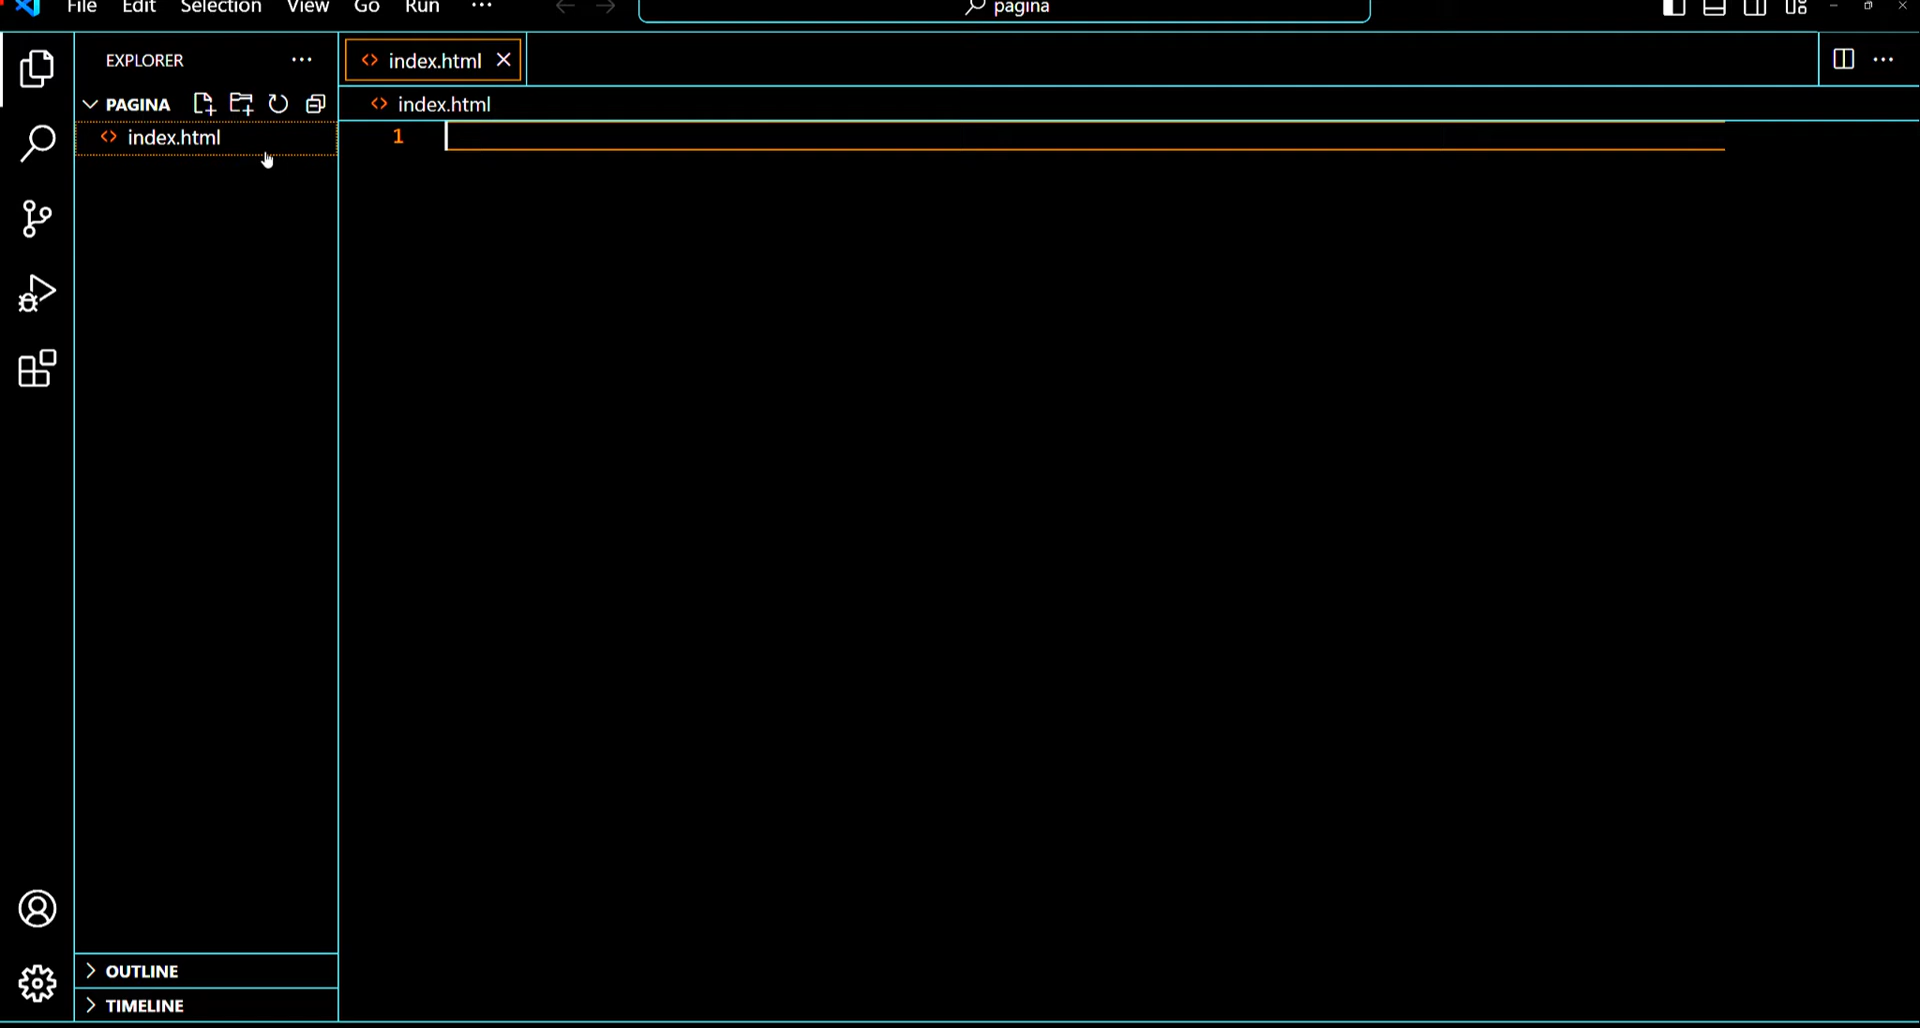 File Edit Selection View Go Run ···
pagina
EXPLORER ···
index.html
PAGINA
index.html
index.html
1
OUTLINE
TIMELINE